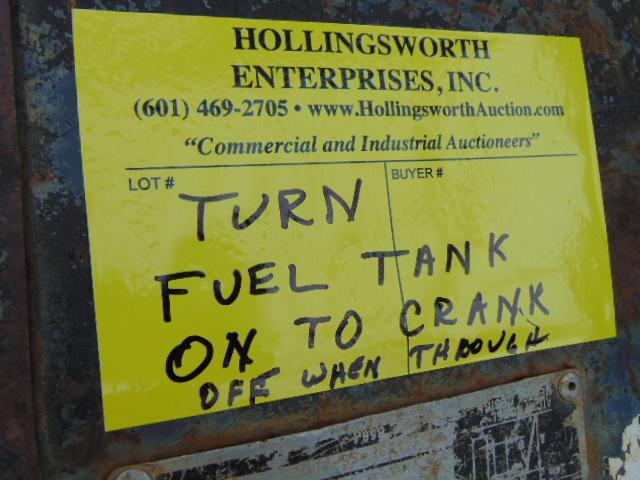 HOLLINGSWORTH
ENTERPRISES, INC.
(601) 469-2705 • www.HollingsworthAuction.com
“Commercial and Industrial Auctioneers”
LOT # BUYER #
TURN
FUEL TANK
ON TO CRANK
OFF WHEN THROUGH